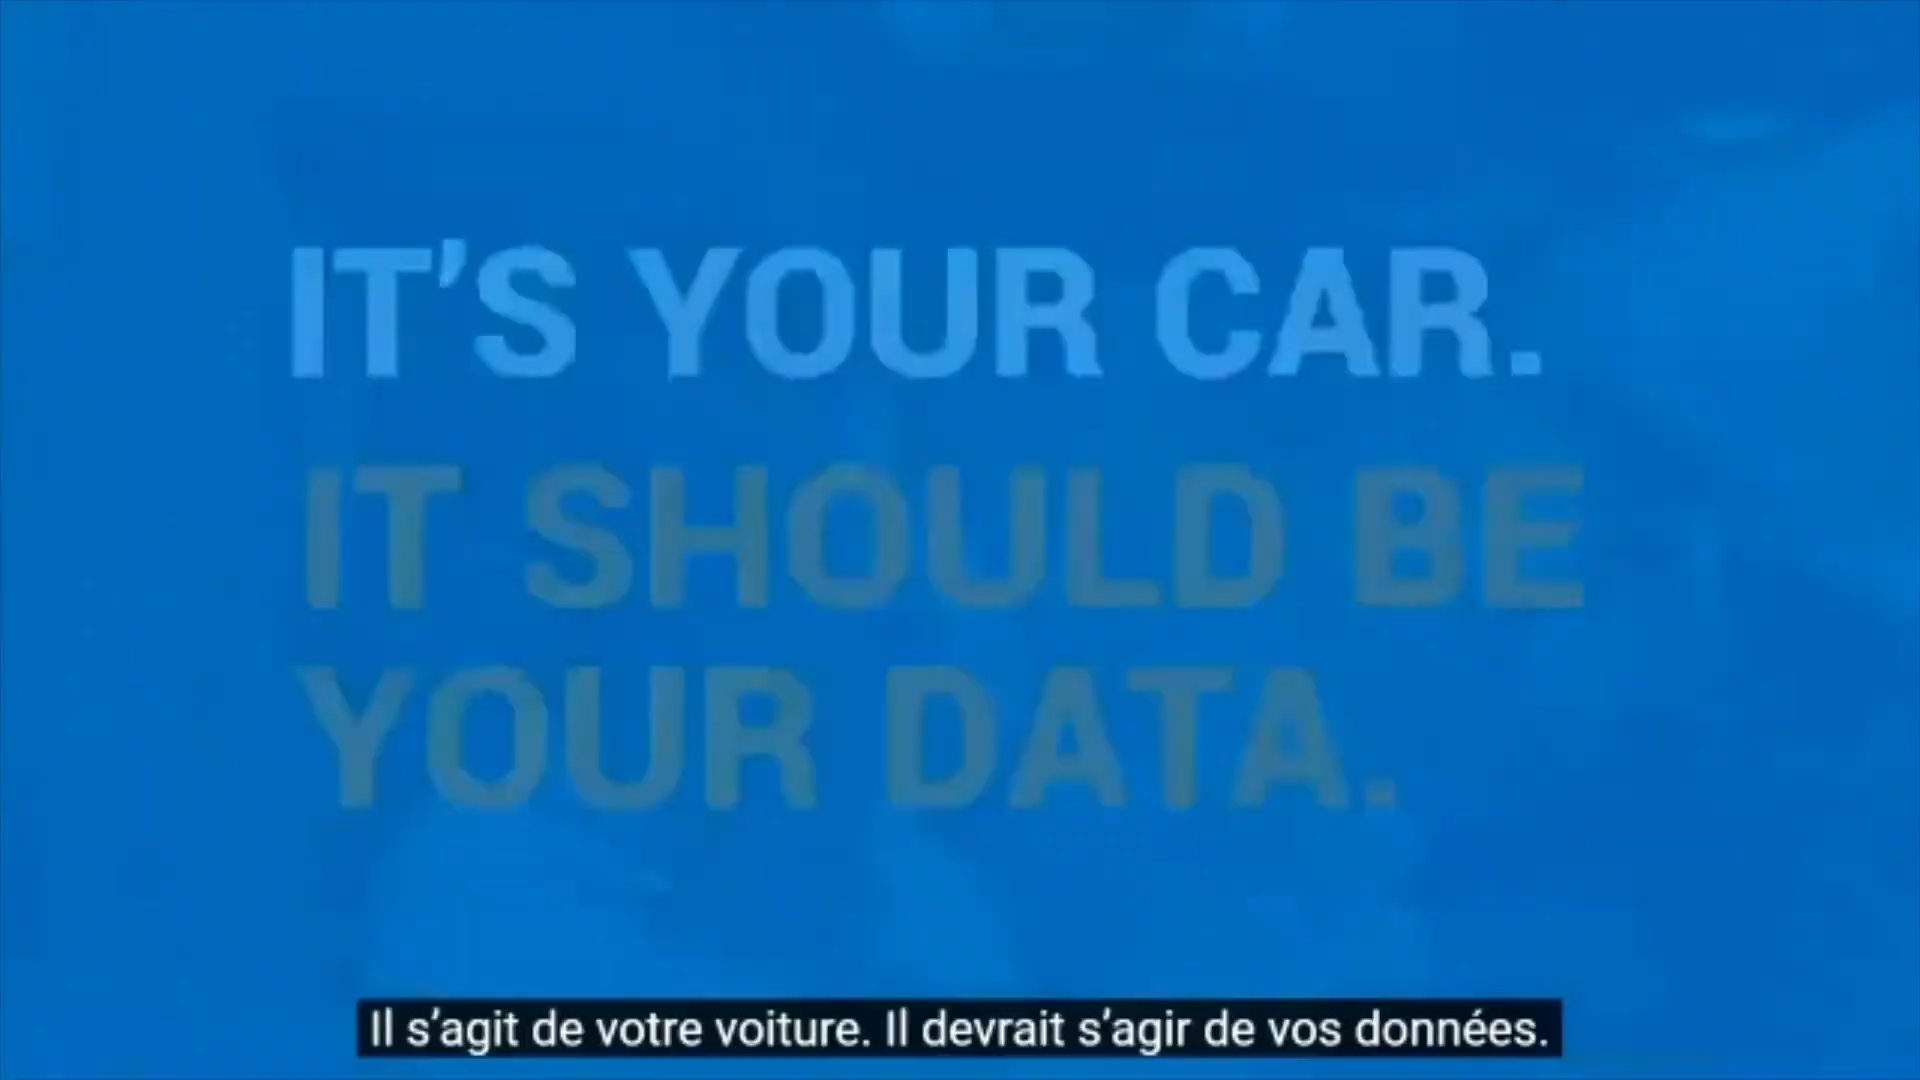 IT'S YOUR CAR.
IT SHOULD BE
YOUR DATA.
Il s'agit de votre voiture. Il devrait s'agir de vos données.